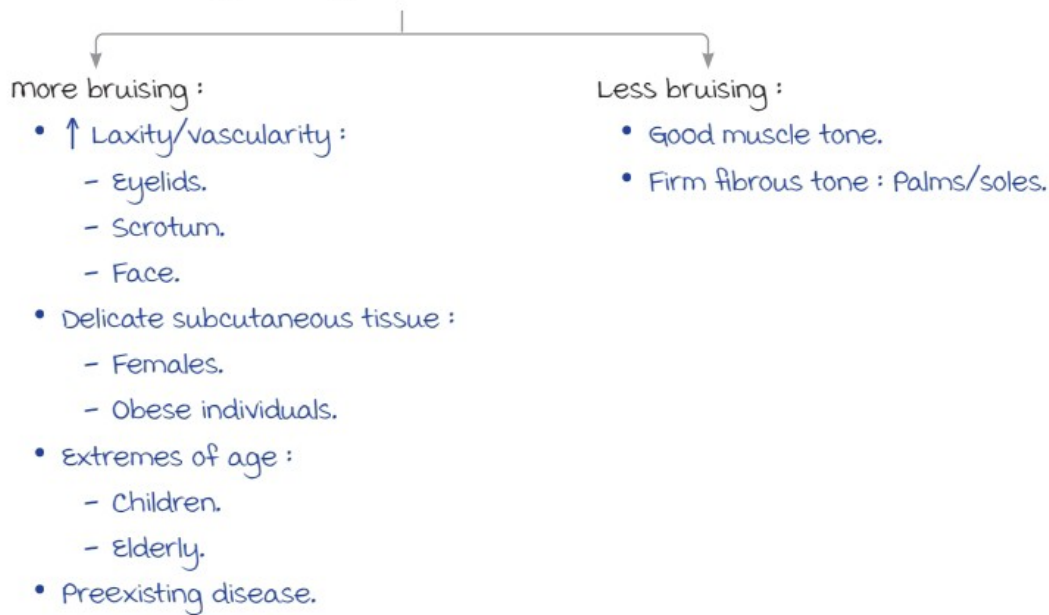 more bruising :
• ↑ Laxity/vascularity :
- Eyelids.
- Scrotum.
- Face.
• Delicate subcutaneous tissue :
- Females.
- Obese individuals.
• Extremes of age :
- Children.
- Elderly.
• Preexisting disease.
Less bruising :
• Good muscle tone.
• Firm fibrous tone : Palms/soles.